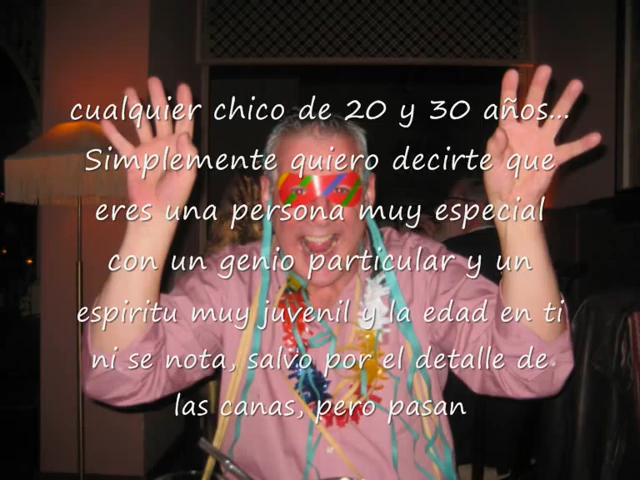 cualquier chico de 20 y 30 años...
Simplemente quiero decirte que
eres una persona muy especial
con un genio particular y un
espiritu muy juvenil y la edad en ti
ni se nota, salvo por el detalle de
las canas, pero pasan